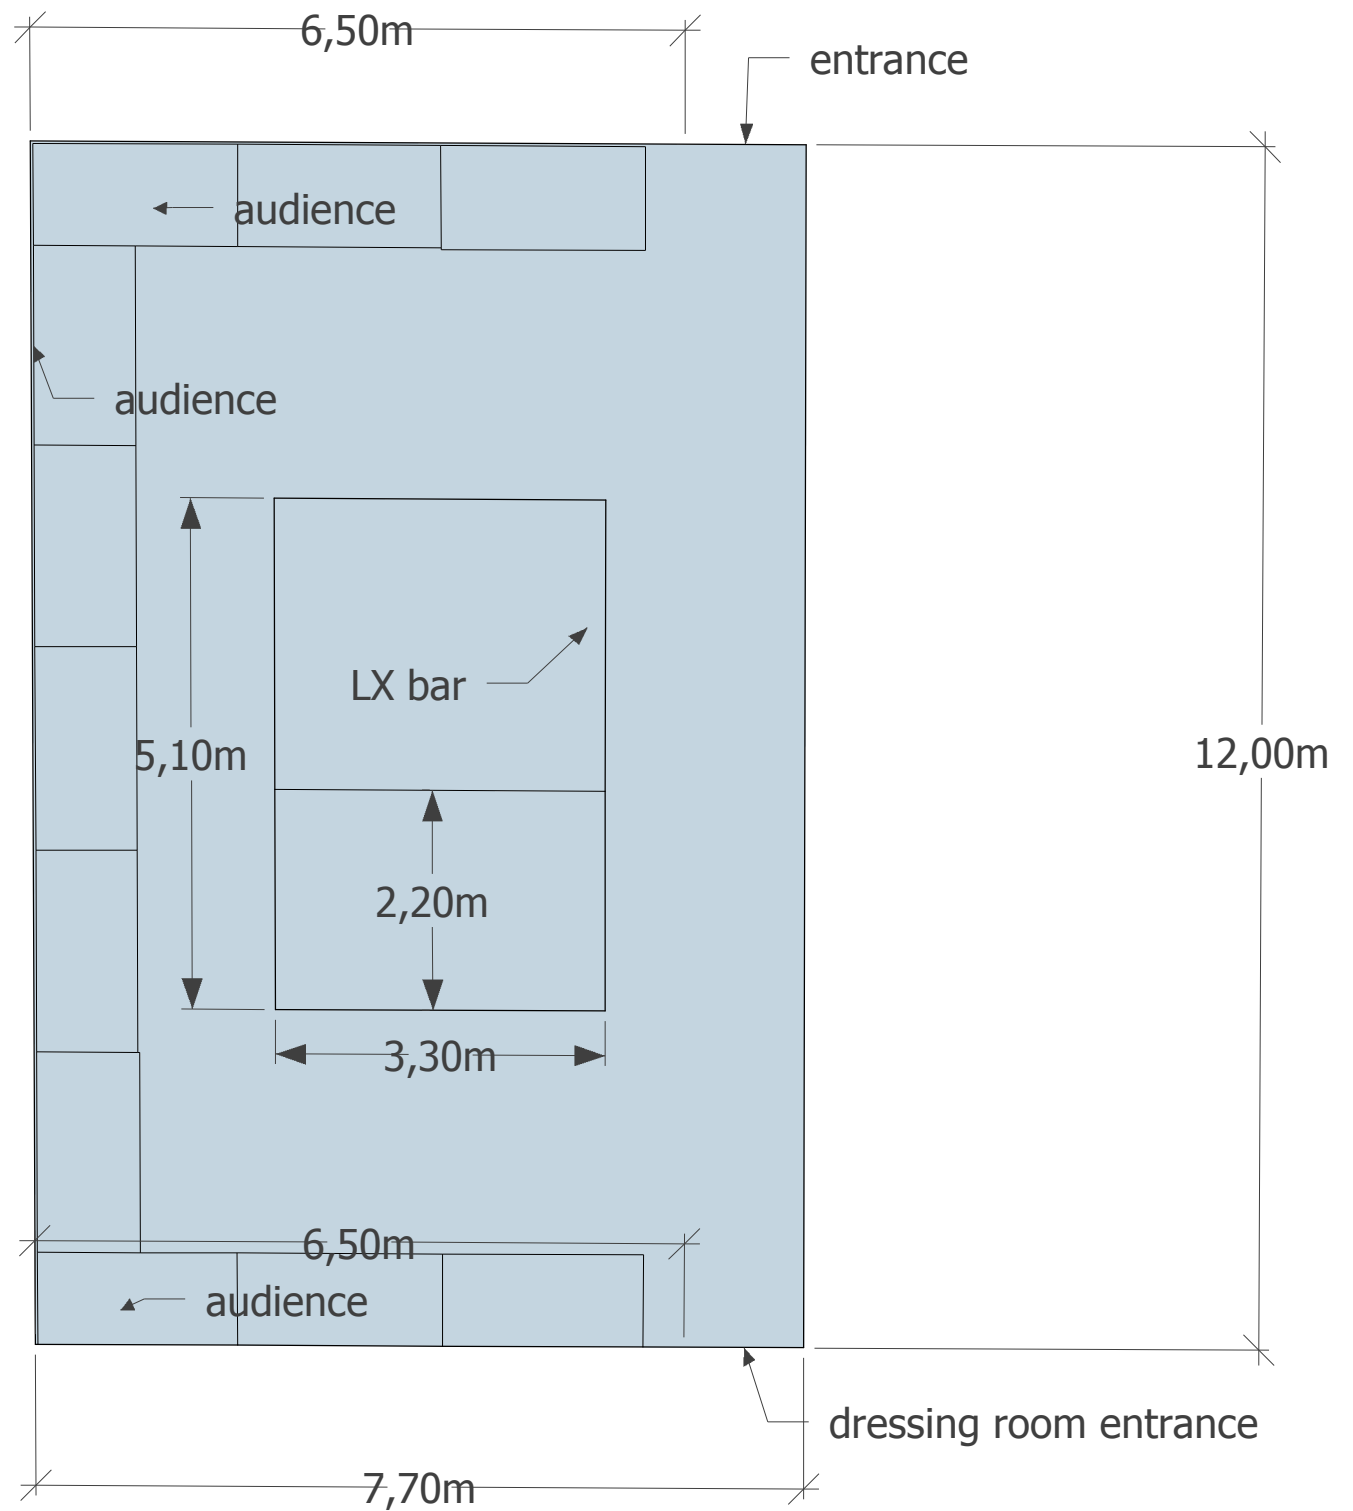 6,50m
entrance
audience
audience
LX bar
5,10m
12,00m
2,20m
3,30m
6,50m
audience
dressing room entrance
7,70m